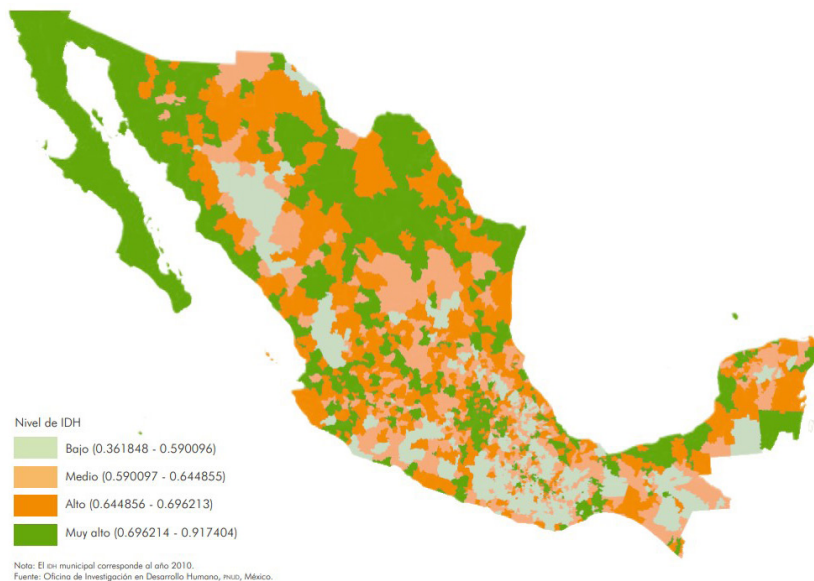 Nivel de IDH
Bajo (0.361848 - 0.590096)
Medio (0.590097 - 0.644855)
Alto (0.644856 - 0.696213)
Muy alto (0.696214 - 0.917404)
Nota: El IDH municipal corresponde al año 2010.
Fuente: Oficina de Investigación en Desarrollo Humano, PNUD, México.